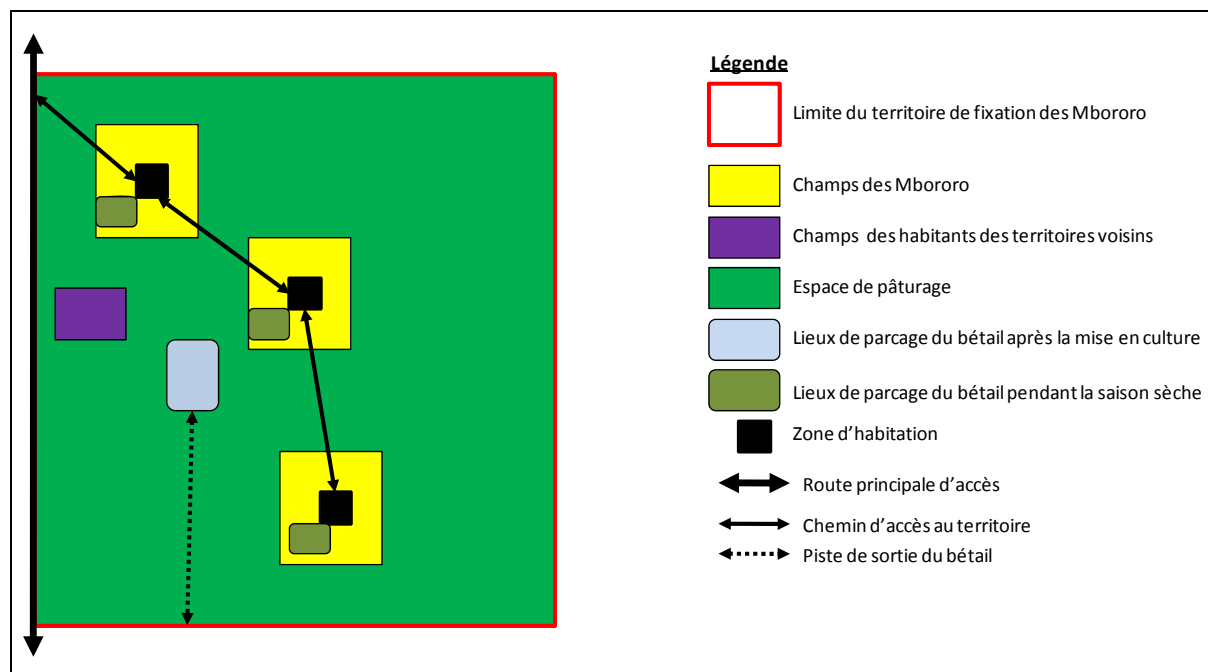 Légende
Limite du territoire de fixation des Mbororo
Champs des Mbororo
Champs des habitants des territoires voisins
Espace de pâturage
Lieux de parcage du bétail après la mise en culture
Lieux de parcage du bétail pendant la saison sèche
Zone d'habitation
Route principale d'accès
Chemin d'accès au territoire
Piste de sortie du bétail